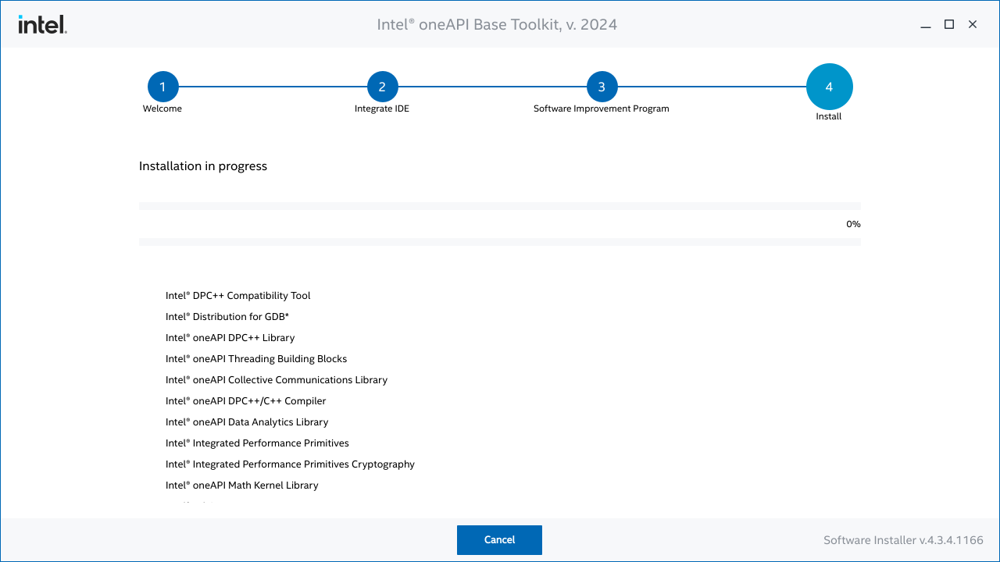 intel.
Intel® oneAPI Base Toolkit, v. 2024
1
2
3
4
Welcome
Integrate IDE
Software Improvement Program
Install
Installation in progress
0%
Intel® DPC++ Compatibility Tool
Intel® Distribution for GDB*
Intel® oneAPI DPC++ Library
Intel® oneAPI Threading Building Blocks
Intel® oneAPI Collective Communications Library
Intel® oneAPI DPC++/C++ Compiler
Intel® oneAPI Data Analytics Library
Intel® Integrated Performance Primitives
Intel® Integrated Performance Primitives Cryptography
Intel® oneAPI Math Kernel Library
Cancel
Software Installer v.4.3.4.1166